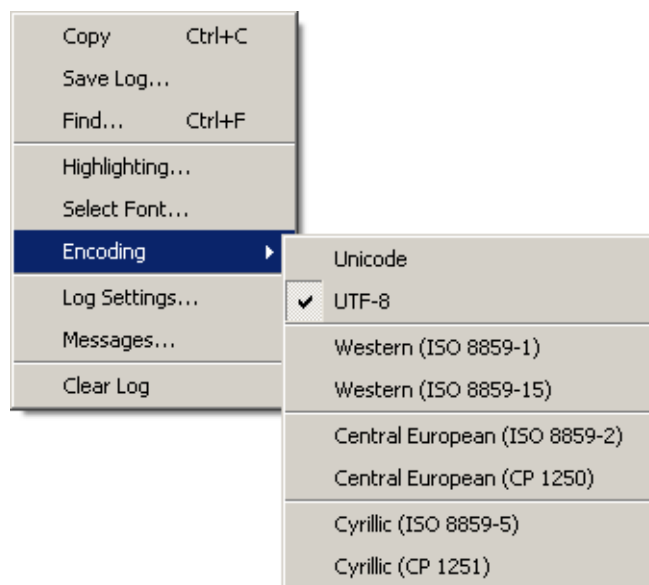 Copy Ctrl+C
Save Log...
Find... Ctrl+F
Highlighting...
Select Font...
Encoding
Log Settings...
Messages...
Clear Log
Unicode
UTF-8
Western (ISO 8859-1)
Western (ISO 8859-15)
Central European (ISO 8859-2)
Central European (CP 1250)
Cyrillic (ISO 8859-5)
Cyrillic (CP 1251)